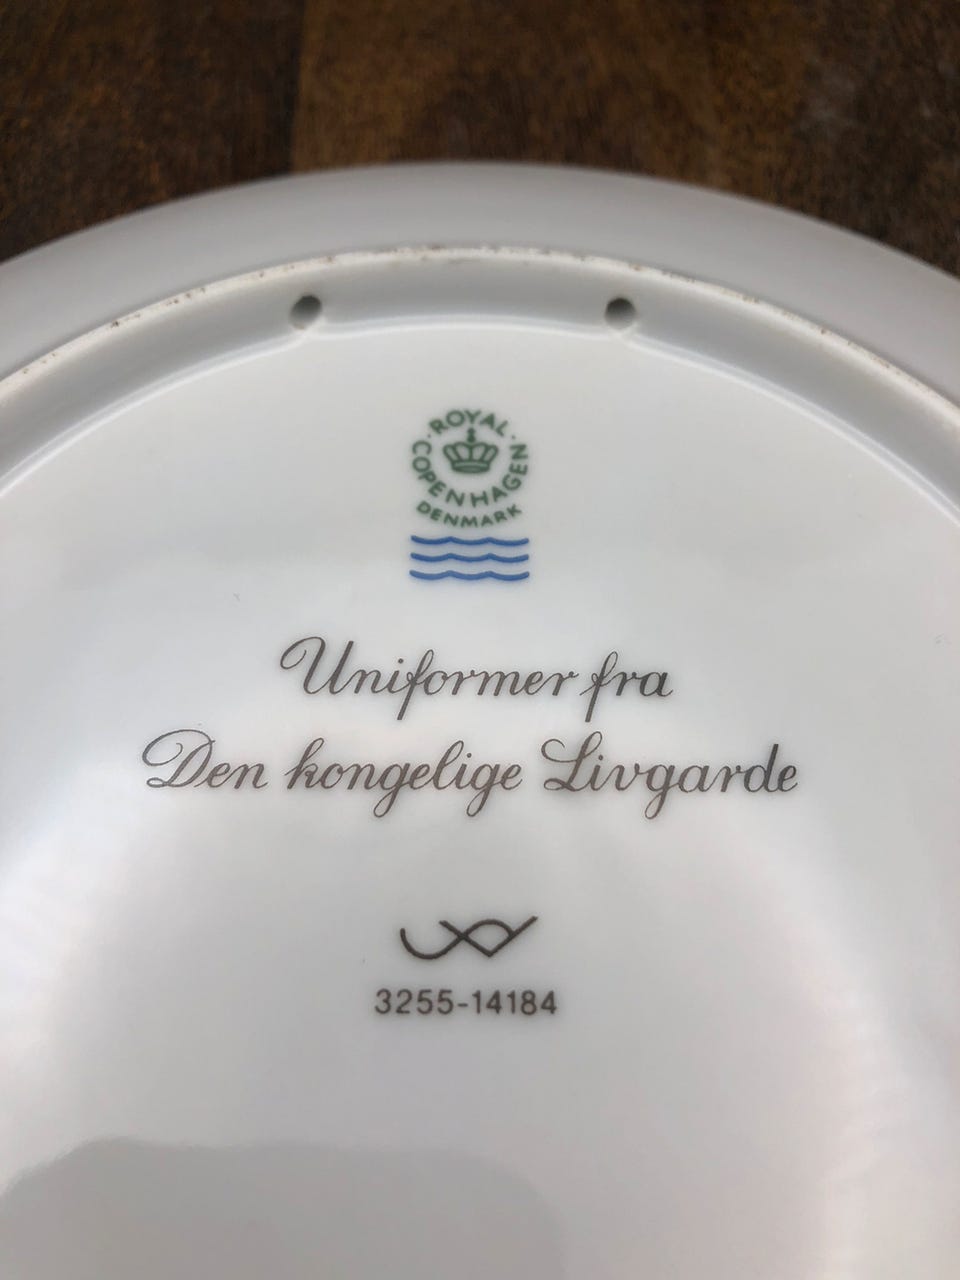 ROYAL
COPENHAGEN
DENMARK
Uniformer fra
Den kongelige Livgarde
3255-14184